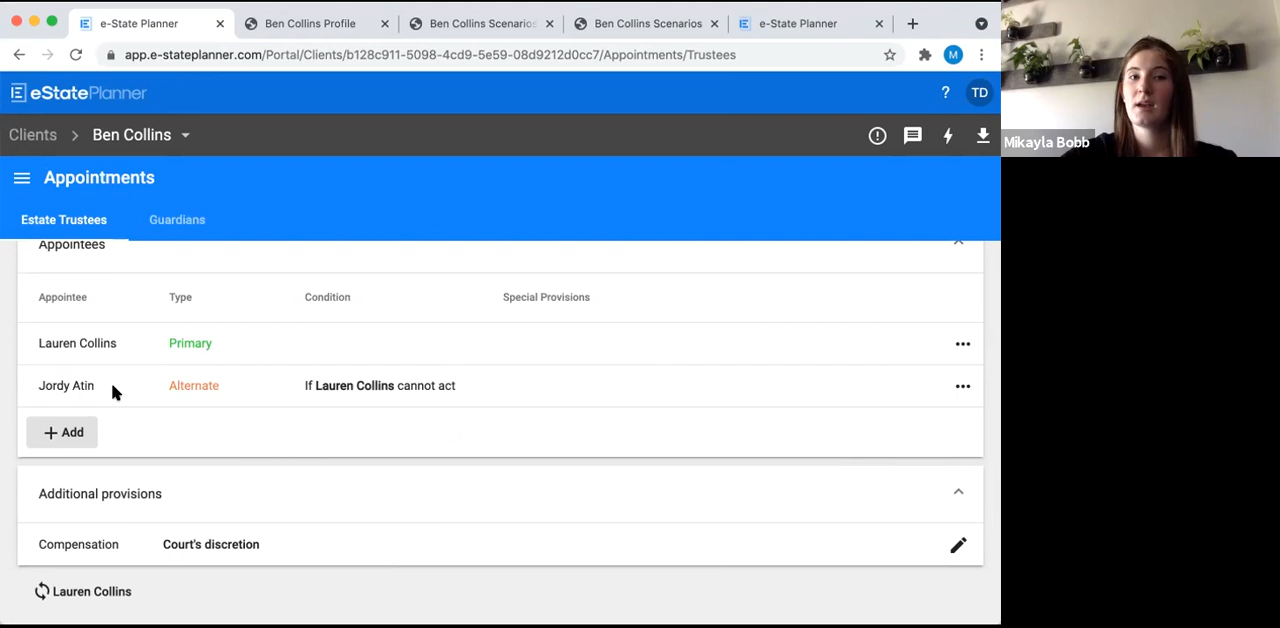 e-State Planner
Ben Collins Profile
Ben Collins Scenarios
Ben Collins Scenarios
e-State Planner
app.e-stateplanner.com/Portal/Clients/b128c911-5098-4cd9-5e59-08d9212d0cc7/Appointments/Trustees
M
eStatePlanner
?
TD
Clients > Ben Collins
Appointments
Estate Trustees Guardians
Appointees
Appointee Type Condition Special Provisions
Lauren Collins Primary
Jordy Atin Alternate If Lauren Collins cannot act
+ Add
Additional provisions
Compensation Court's discretion
Lauren Collins
Mikayla Bobb